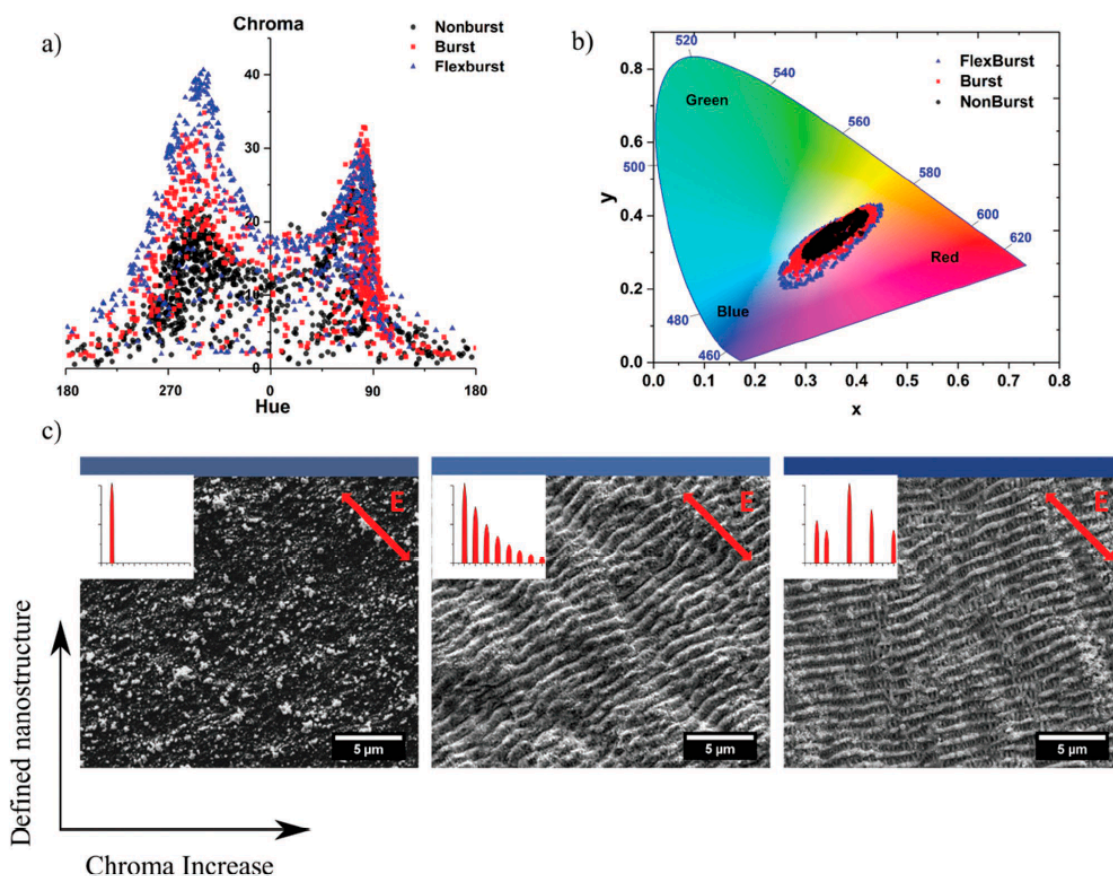 a)
Chroma
Nonburst
Burst
Flexburst
40
30
20
10
180
270
0
90
180
Hue
b)
FlexBurst
Burst
NonBurst
Green
Blue
Red
520
540
560
580
600
620
500
480
460
0.8
0.6
0.4
0.2
0.0
y
0.0 0.1 0.2 0.3 0.4 0.5 0.6 0.7 0.8
x
c)
E
5 μm
E
5 μm
E
5 μm
Defined nanostructure
Chroma Increase